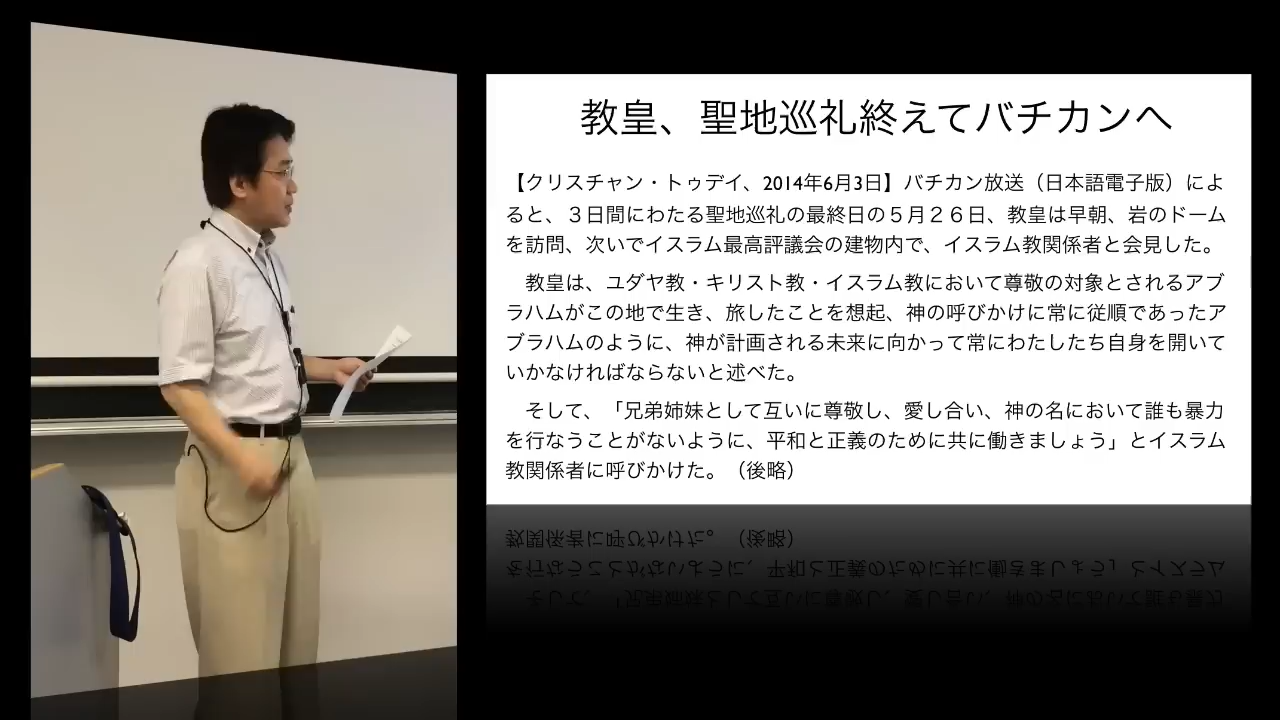 教皇、聖地巡礼終えてバチカンへ
【クリスチャン・トゥデイ、2014年6月3日】バチカン放送（日本語電子版）によ
ると、３日間にわたる聖地巡礼の最終日の５月２６日、教皇は早朝、岩のドーム
を訪問、次いでイスラム最高評議会の建物内で、イスラム教関係者と会見した。
教皇は、ユダヤ教・キリスト教・イスラム教において尊敬の対象とされるアブ
ラハムがこの地で生き、旅したことを想起、神の呼びかけに常に従順であったア
ブラハムのように、神が計画される未来に向かって常にわたしたち自身を開いて
いかなければならないと述べた。
そして、「兄弟姉妹として互いに尊敬し、愛し合い、神の名において誰も暴力
を行なうことがないように、平和と正義のために共に働きましょう」とイスラム
教関係者に呼びかけた。（後略）